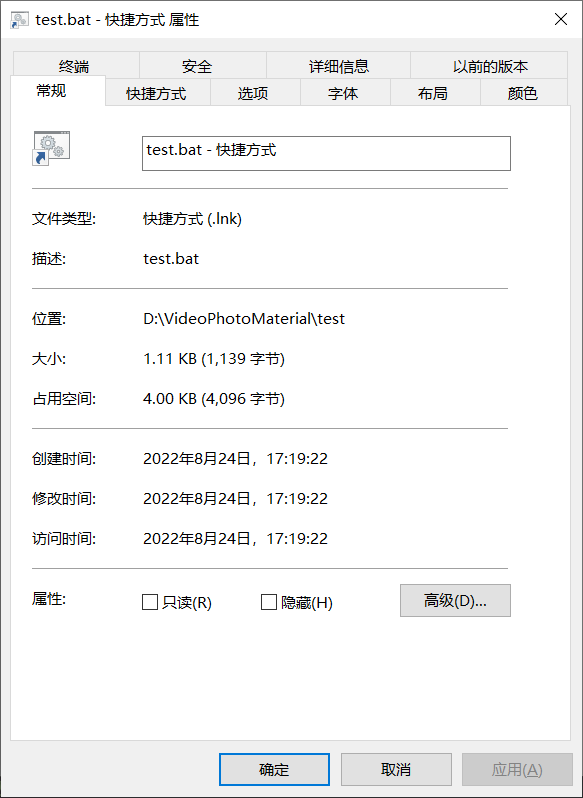 test.bat - 快捷方式 属性
终端 安全 详细信息 以前的版本
常规 快捷方式 选项 字体 布局 颜色
test.bat - 快捷方式
文件类型: 快捷方式 (.lnk)
描述: test.bat
位置: D:\VideoPhotoMaterial\test
大小: 1.11 KB (1,139 字节)
占用空间: 4.00 KB (4,096 字节)
创建时间: 2022年8月24日，17:19:22
修改时间: 2022年8月24日，17:19:22
访问时间: 2022年8月24日，17:19:22
属性: 只读(R) 隐藏(H) 高级(D)...
确定 取消 应用(A)